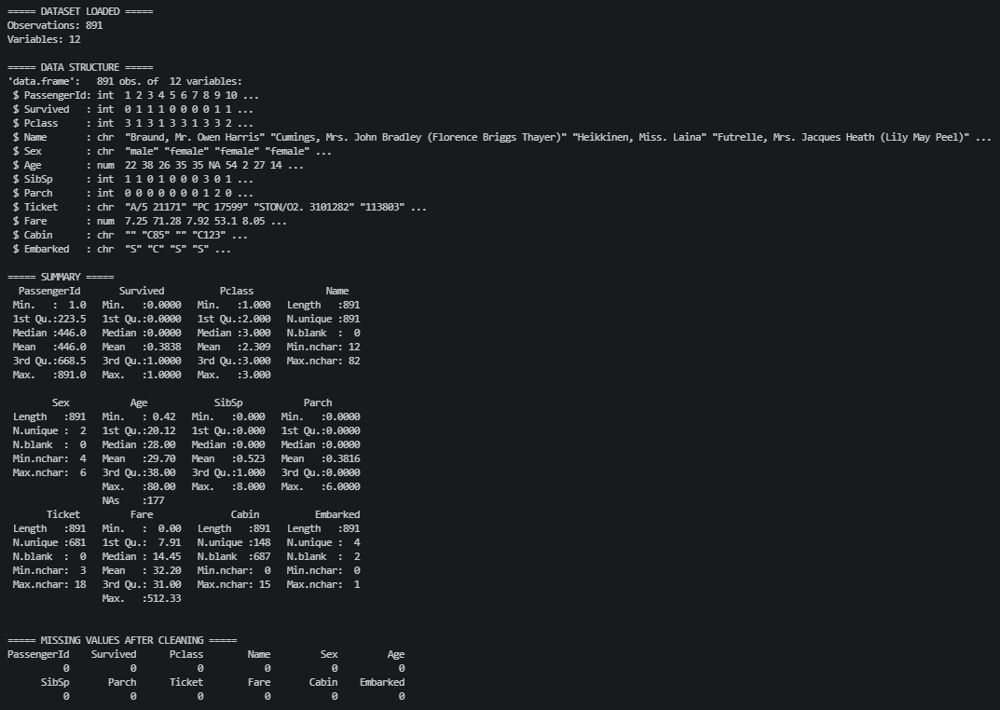 ===== DATASET LOADED =====
Observations: 891
Variables: 12
===== DATA STRUCTURE =====
'data.frame':   891 obs. of  12 variables:
 $ PassengerId: int  1 2 3 4 5 6 7 8 9 10 ...
 $ Survived   : int  0 1 1 1 0 0 0 0 1 1 ...
 $ Pclass     : int  3 1 3 1 3 3 1 3 3 2 ...
 $ Name       : chr  "Braund, Mr. Owen Harris" "Cumings, Mrs. John Bradley (Florence Briggs Thayer)" "Heikkinen, Miss. Laina" "Futrelle, Mrs. Jacques Heath (Lily May Peel)" ...
 $ Sex        : chr  "male" "female" "female" "female" ...
 $ Age        : num  22 38 26 35 35 NA 54 2 27 14 ...
 $ SibSp      : int  1 1 0 1 0 0 0 3 0 1 ...
 $ Parch      : int  0 0 0 0 0 0 0 1 2 0 ...
 $ Ticket     : chr  "A/5 21171" "PC 17599" "STON/O2. 3101282" "113803" ...
 $ Fare       : num  7.25 71.28 7.92 53.1 8.05 ...
 $ Cabin      : chr  "" "C85" "" "C123" ...
 $ Embarked   : chr  "S" "C" "S" "S" ...
===== SUMMARY =====
  PassengerId       Survived          Pclass             Name
 Min.   :  1.0   Min.   :0.0000   Min.   :1.000   Length   :891
 1st Qu.:223.5   1st Qu.:0.0000   1st Qu.:2.000   N.unique :891
 Median :446.0   Median :0.0000   Median :3.000   N.blank  :  0
 Mean   :446.0   Mean   :0.3838   Mean   :2.309   Min.nchar: 12
 3rd Qu.:668.5   3rd Qu.:1.0000   3rd Qu.:3.000   Max.nchar: 82
 Max.   :891.0   Max.   :1.0000   Max.   :3.000
        Sex           Age            SibSp           Parch
 Length   :891   Min.   : 0.42   Min.   :0.000   Min.   :0.0000
 N.unique :  2   1st Qu.:20.12   1st Qu.:0.000   1st Qu.:0.0000
 N.blank  :  0   Median :28.00   Median :0.000   Median :0.0000
 Min.nchar:  4   Mean   :29.70   Mean   :0.523   Mean   :0.3816
 Max.nchar:  6   3rd Qu.:38.00   3rd Qu.:1.000   3rd Qu.:0.0000
                 Max.   :80.00   Max.   :8.000   Max.   :6.0000
                 NAs    :177
       Ticket         Fare              Cabin          Embarked
 Length   :891   Min.   :  0.00   Length   :891   Length   :891
 N.unique :681   1st Qu.:  7.91   N.unique :148   N.unique :  4
 N.blank  :  0   Median : 14.45   N.blank  :687   N.blank  :  2
 Min.nchar:  3   Mean   : 32.20   Min.nchar:  0   Min.nchar:  0
 Max.nchar: 18   3rd Qu.: 31.00   Max.nchar: 15   Max.nchar:  1
                 Max.   :512.33
===== MISSING VALUES AFTER CLEANING =====
PassengerId    Survived      Pclass        Name         Sex         Age
          0           0           0           0           0           0
      SibSp       Parch      Ticket        Fare       Cabin    Embarked
          0           0           0           0           0           0